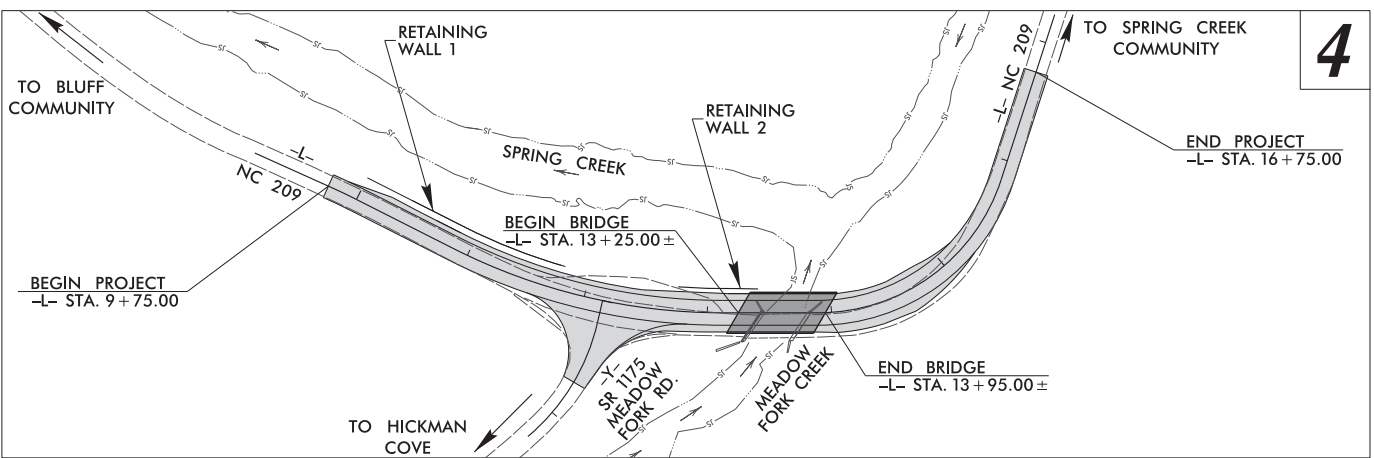 RETAINING
WALL 1
TO SPRING CREEK
COMMUNITY
4
TO BLUFF
COMMUNITY
-L- NC 209
RETAINING
WALL 2
END PROJECT
-L- STA. 16+75.00
SPRING CREEK
-L-
NC 209
BEGIN BRIDGE
-L- STA. 13+25.00±
BEGIN PROJECT
-L- STA. 9+75.00
-Y-
SR 1175
MEADOW
FORK RD.
MEADOW
FORK CREEK
END BRIDGE
-L- STA. 13+95.00±
TO HICKMAN
COVE